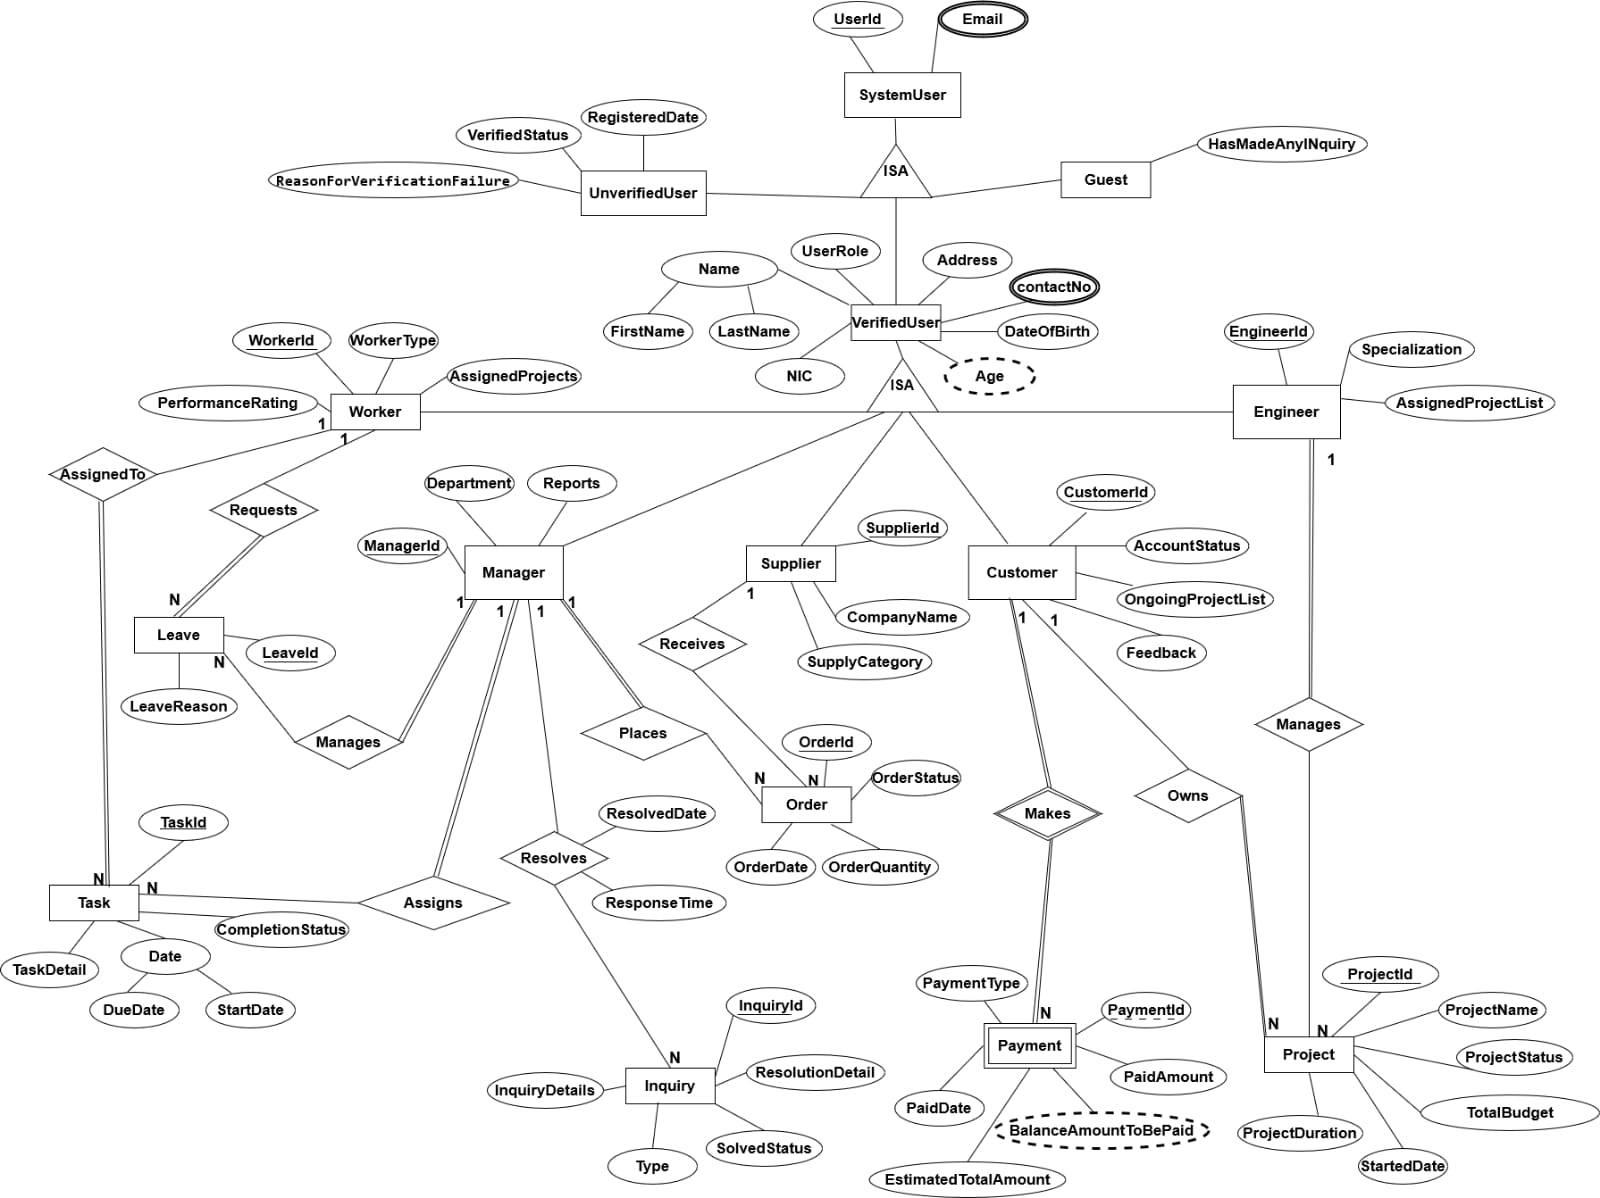 UserId
Email
SystemUser
RegisteredDate
VerifiedStatus
ReasonForVerificationFailure
UnverifiedUser
ISA
Guest
HasMadeAnyINquiry
UserRole
Address
Name
contactNo
FirstName
LastName
VerifiedUser
DateOfBirth
NIC
Age
ISA
WorkerId
WorkerType
AssignedProjects
PerformanceRating
Worker
1
1
EngineerId
Specialization
AssignedProjectList
Engineer
1
AssignedTo
Requests
Department
Reports
ManagerId
Manager
1
1
1
1
SupplierId
Supplier
1
CompanyName
SupplyCategory
CustomerId
AccountStatus
Customer
OngoingProjectList
Feedback
1
1
N
Leave
LeaveId
N
LeaveReason
Manages
Receives
Places
Manages
OrderId
OrderStatus
N
N
Order
OrderDate
OrderQuantity
Makes
Owns
TaskId
N
N
Task
Assigns
CompletionStatus
TaskDetail
Date
DueDate
StartDate
ResolvedDate
Resolves
ResponseTime
InquiryId
N
Inquiry
ResolutionDetail
InquiryDetails
SolvedStatus
Type
PaymentType
PaymentId
N
Payment
PaidAmount
PaidDate
BalanceAmountToBePaid
EstimatedTotalAmount
ProjectId
ProjectName
N
N
Project
ProjectStatus
TotalBudget
ProjectDuration
StartedDate